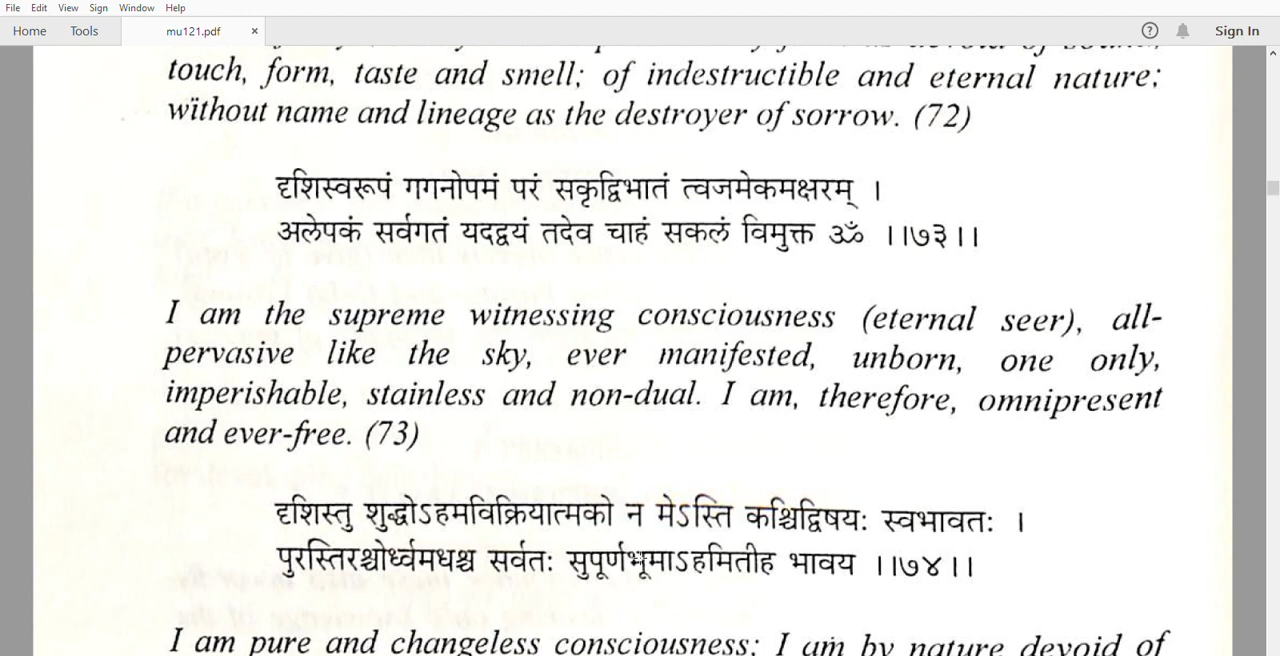 File Edit View Sign Window Help
Home Tools mu121.pdf × ? Sign In
touch, form, taste and smell; of indestructible and eternal nature;
without name and lineage as the destroyer of sorrow. (72)
दृशिस्वरूपं गगनोपमं परं सकृद्विभातं त्वजमेकमक्षरम् ।
अलेपकं सर्वगतं यदद्वयं तदेव चाहं सकलं विमुक्त ॐ ।।७३।।
I am the supreme witnessing consciousness (eternal seer), all-
pervasive like the sky, ever manifested, unborn, one only,
imperishable, stainless and non-dual. I am, therefore, omnipresent
and ever-free. (73)
दृशिस्तु शुद्धोऽहमविक्रियात्मको न मेऽस्ति कश्चिद्विषयः स्वभावतः ।
पुरस्तिरश्चोर्ध्वमधश्च सर्वतः सुपूर्णभूमाऽहमितीह भावय ।।७४।।
I am pure and changeless consciousness; I am by nature devoid of